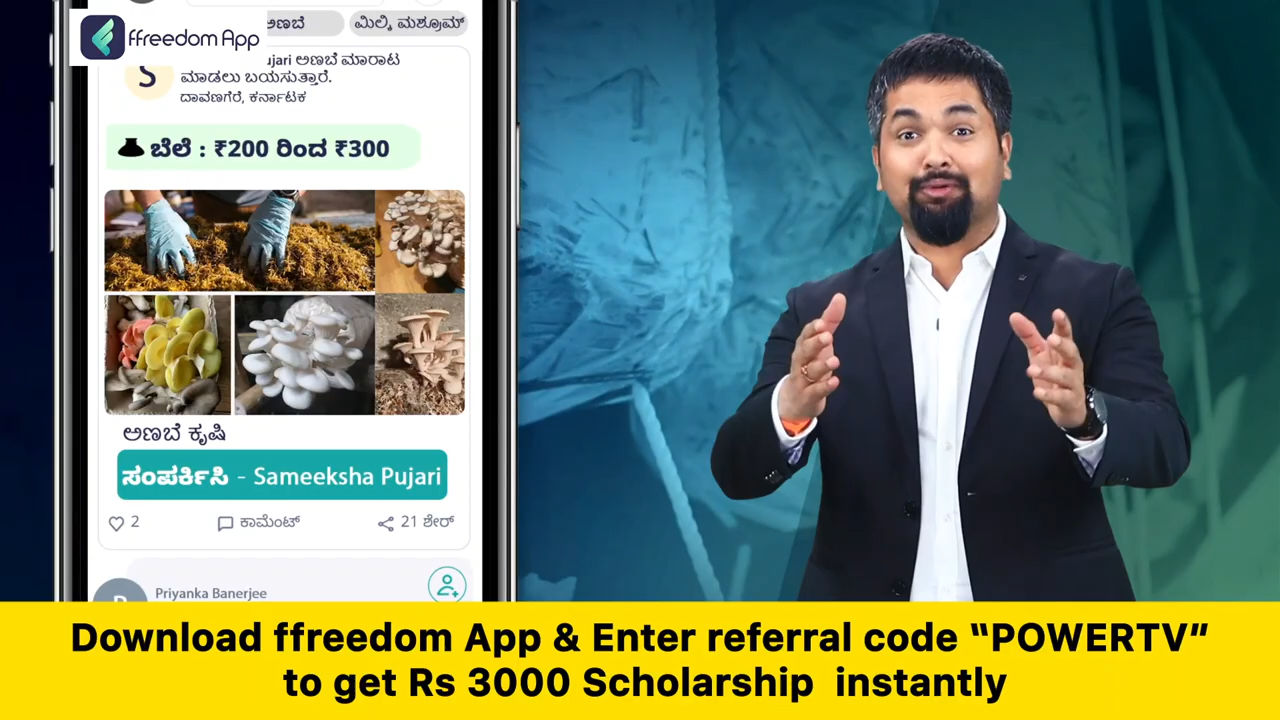 ffreedom App
ಅಣಬೆ
ಮಿಲ್ಕಿ ಮಶ್ರೂಮ್
S
ಅಣಬೆ ಮಾರಾಟ
ಮಾಡಲು ಬಯಸುತ್ತಾರೆ.
ದಾವಣಗೆರೆ, ಕರ್ನಾಟಕ
ಬೆಲೆ : ₹200 ರಿಂದ ₹300
ಅಣಬೆ ಕೃಷಿ
ಸಂಪರ್ಕಿಸಿ - Sameeksha Pujari
2
ಕಾಮೆಂಟ್
21 ಶೇರ್
Priyanka Banerjee
Download ffreedom App & Enter referral code “POWERTV”
to get Rs 3000 Scholarship instantly